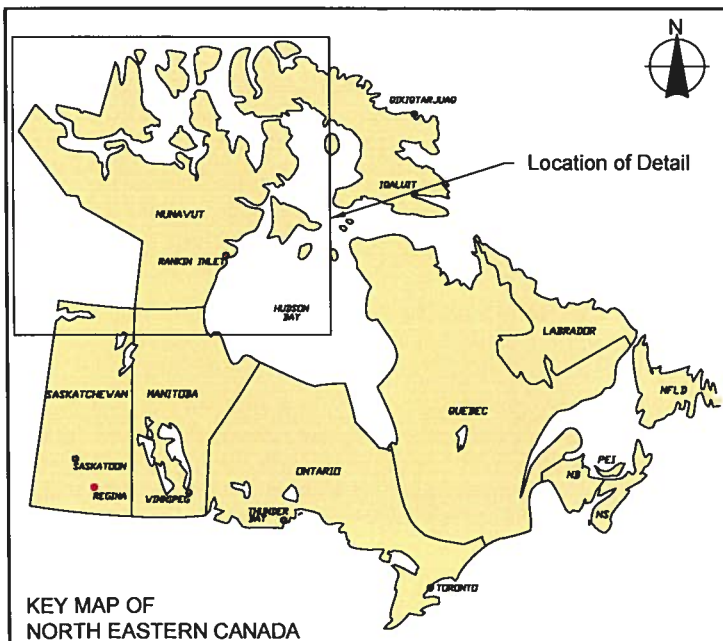 N
QIKIQTARJUAQ
Location of Detail
IQALUIT
NUNAVUT
RANKIN INLET
HUDSON
BAY
LABRADOR
SASKATCHEWAN
MANITOBA
NFLD
QUEBEC
PEI
SASKATOON
ONTARIO
NB
REGINA
WINNIPEG
THUNDER
BAY
NS
TORONTO
KEY MAP OF
NORTH EASTERN CANADA